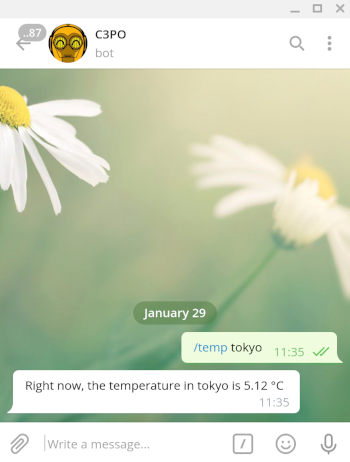 ..87
C3PO
bot
January 29
/temp tokyo
11:35
Right now, the temperature in tokyo is 5.12 °C
11:35
/
Write a message...